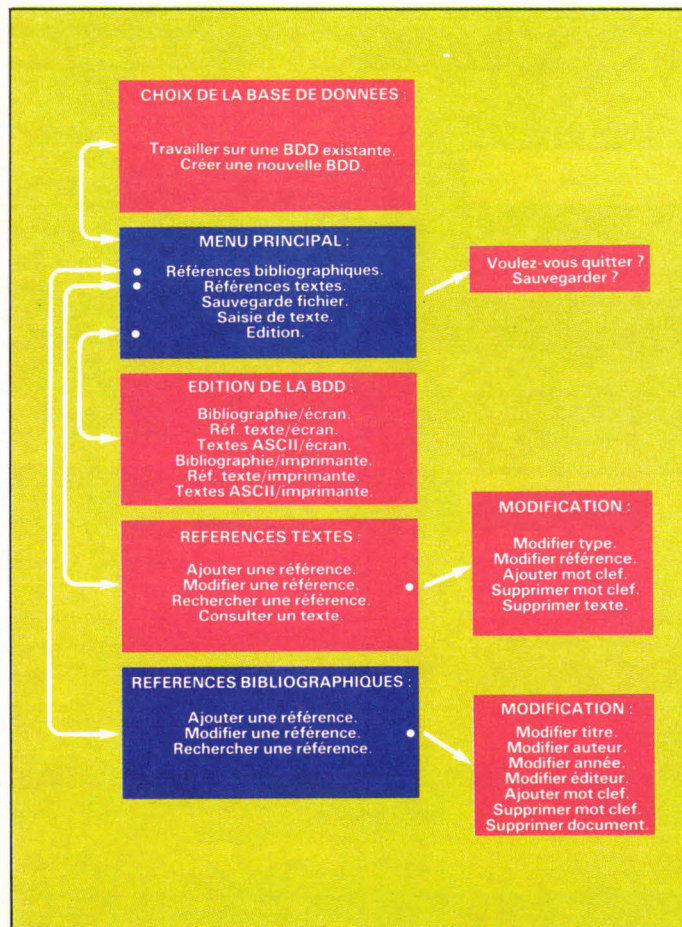 CHOIX DE LA BASE DE DONNEES :
Travailler sur une BDD existante.
Créer une nouvelle BDD.
MENU PRINCIPAL :
Références bibliographiques.
Références textes.
Sauvegarde fichier.
Saisie de texte.
Edition.
Voulez-vous quitter ?
Sauvegarder ?
EDITION DE LA BDD :
Bibliographie/écran.
Réf. texte/écran.
Textes ASCII/écran.
Bibliographie/imprimante.
Réf. texte/imprimante.
Textes ASCII/imprimante.
REFERENCES TEXTES :
Ajouter une référence.
Modifier une référence.
Rechercher une référence.
Consulter un texte.
MODIFICATION :
Modifier type.
Modifier référence.
Ajouter mot clef.
Supprimer mot clef.
Supprimer texte.
REFERENCES BIBLIOGRAPHIQUES :
Ajouter une référence.
Modifier une référence.
Rechercher une référence.
MODIFICATION :
Modifier titre.
Modifier auteur.
Modifier année.
Modifier éditeur.
Ajouter mot clef.
Supprimer mot clef.
Supprimer document.